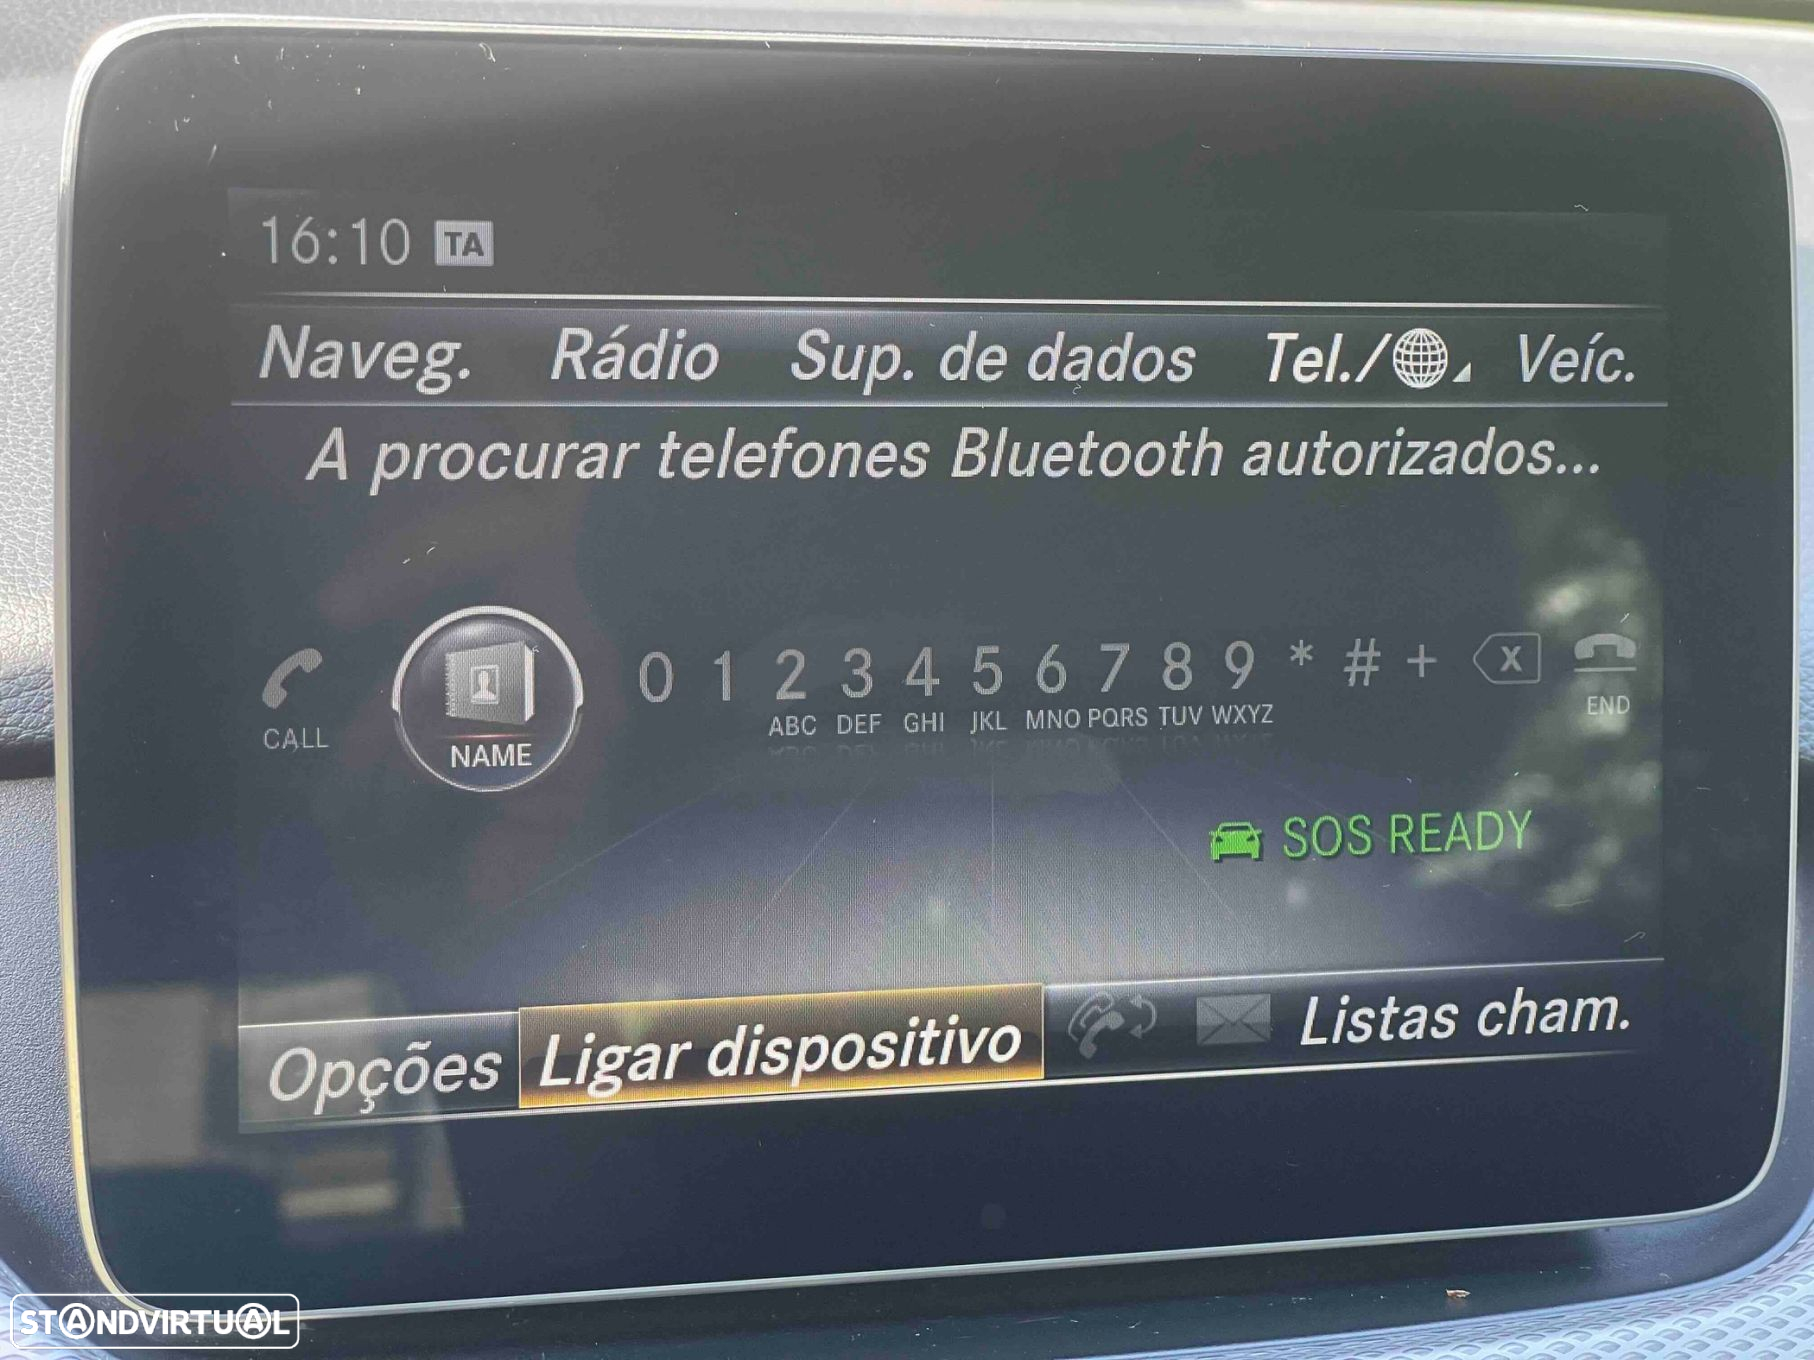 16:10 TA
Naveg. Rádio Sup. de dados Tel./ Veíc.
A procurar telefones Bluetooth autorizados...
0 1 2 3 4 5 6 7 8 9 * # + X
CALL NAME ABC DEF GHI JKL MNO PQRS TUV WXYZ END
SOS READY
Opções Ligar dispositivo Listas cham.
STANDVIRTUAL